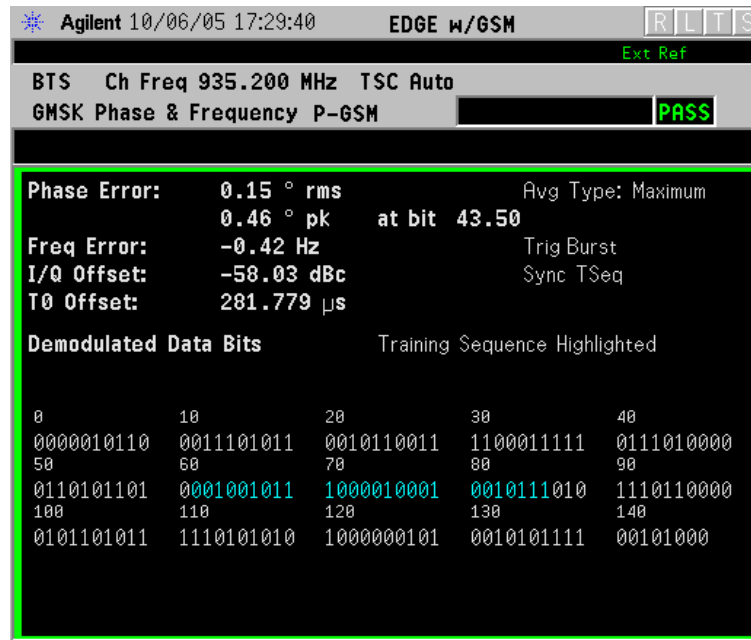 Agilent 10/06/05 17:29:40 EDGE w/GSM R L T S
Ext Ref
BTS Ch Freq 935.200 MHz TSC Auto
GMSK Phase & Frequency P-GSM PASS
Phase Error: 0.15 ° rms Avg Type: Maximum
0.46 ° pk at bit 43.50
Freq Error: -0.42 Hz Trig Burst
I/Q Offset: -58.03 dBc Sync TSeq
T0 Offset: 281.779 µs
Demodulated Data Bits Training Sequence Highlighted
0 10 20 30 40
0000010110 0011101011 0010110011 1100011111 0111010000
50 60 70 80 90
0110101101 0001001011 1000010001 0010111010 1110110000
100 110 120 130 140
0101101011 1110101010 1000000101 0010101111 00101000